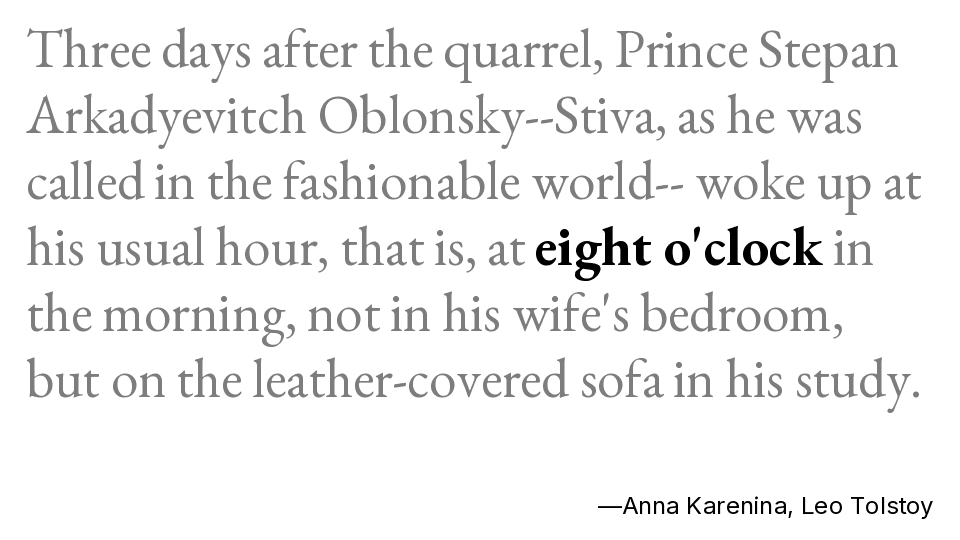 Three days after the quarrel, Prince Stepan
Arkadyevitch Oblonsky--Stiva, as he was
called in the fashionable world-- woke up at
his usual hour, that is, at eight o'clock in
the morning, not in his wife's bedroom,
but on the leather-covered sofa in his study.
—Anna Karenina, Leo Tolstoy